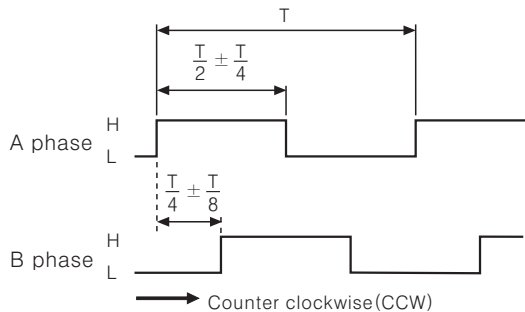 T
T/2 ± T/4
H
A phase
L
T/4 ± T/8
H
B phase
L
Counter clockwise(CCW)